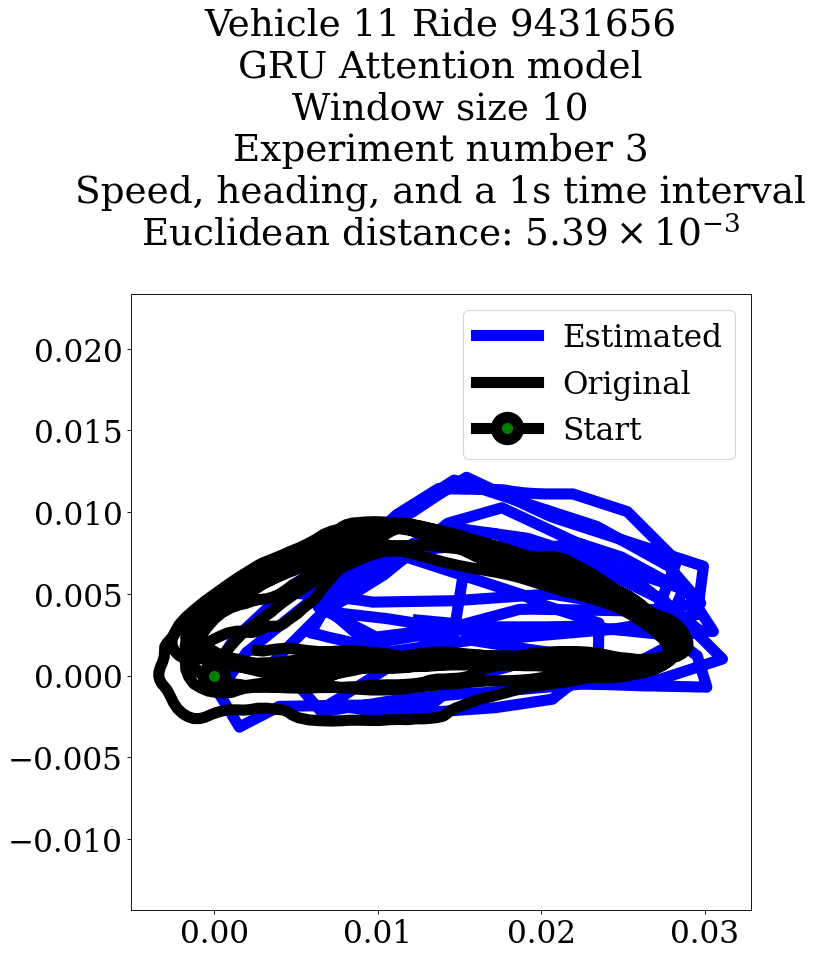 Vehicle 11 Ride 9431656
GRU Attention model
Window size 10
Experiment number 3
Speed, heading, and a 1s time interval
Euclidean distance: 5.39 × 10⁻³
Estimated
Original
Start
0.020
0.015
0.010
0.005
0.000
−0.005
−0.010
0.00 0.01 0.02 0.03